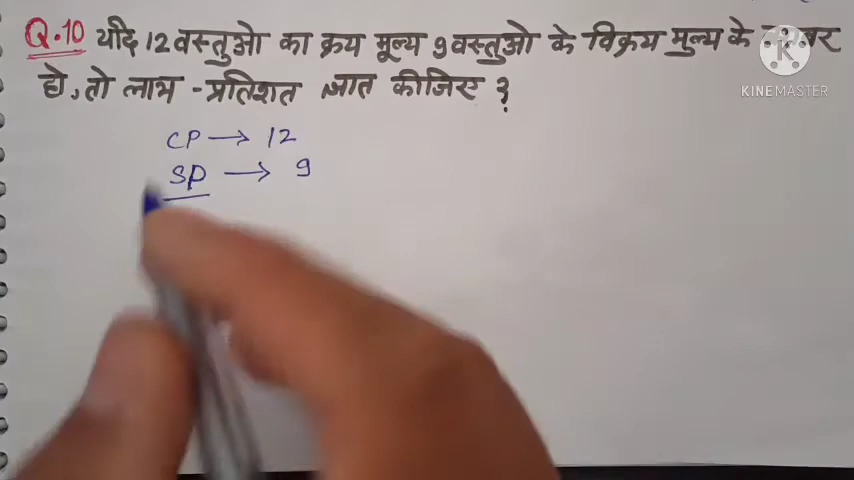 Q.10 यदि 12 वस्तुओ का क्रय मूल्य 9 वस्तुओ के विक्रय मुल्य के
हो, तो लाभ - प्रतिशत ज्ञात कीजिए ?
KINEMASTER
CP → 12
SP → 9